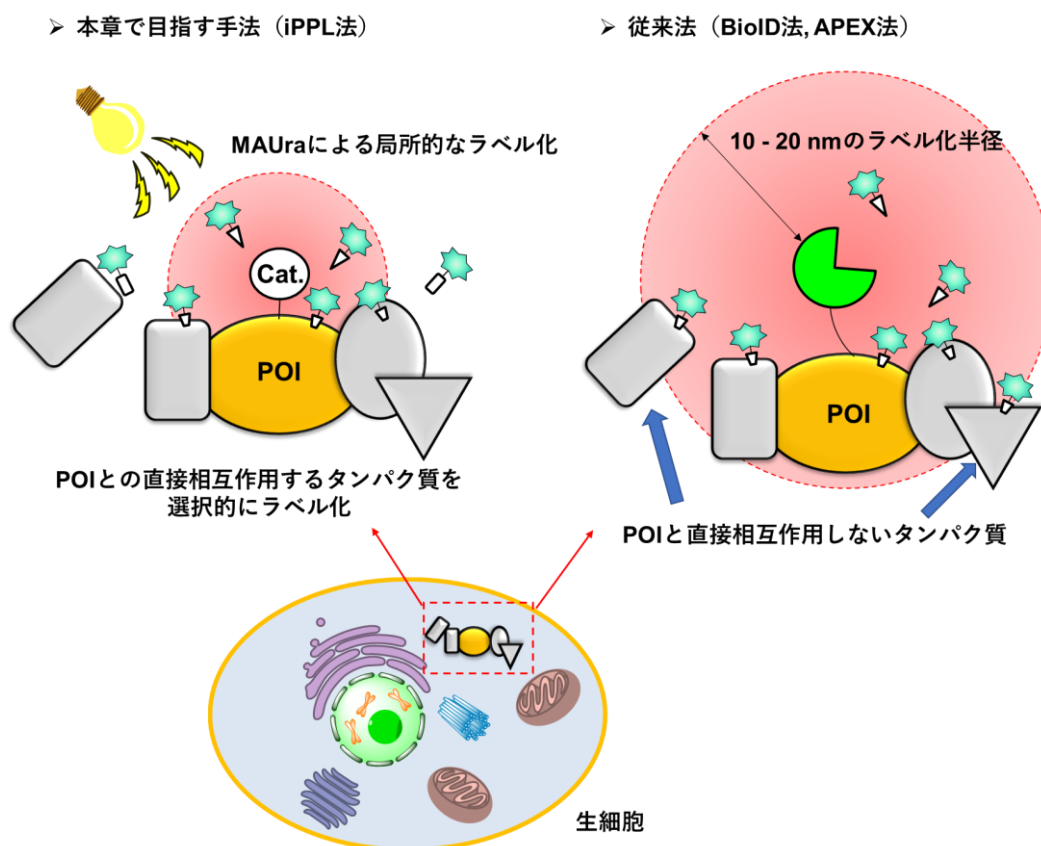 ➢ 本章で目指す手法（iPPL法）
➢ 従来法（BioID法, APEX法）
MAUraによる局所的なラベル化
Cat.
POI
POIとの直接相互作用するタンパク質を
選択的にラベル化
10 - 20 nmのラベル化半径
POI
POIと直接相互作用しないタンパク質
生細胞